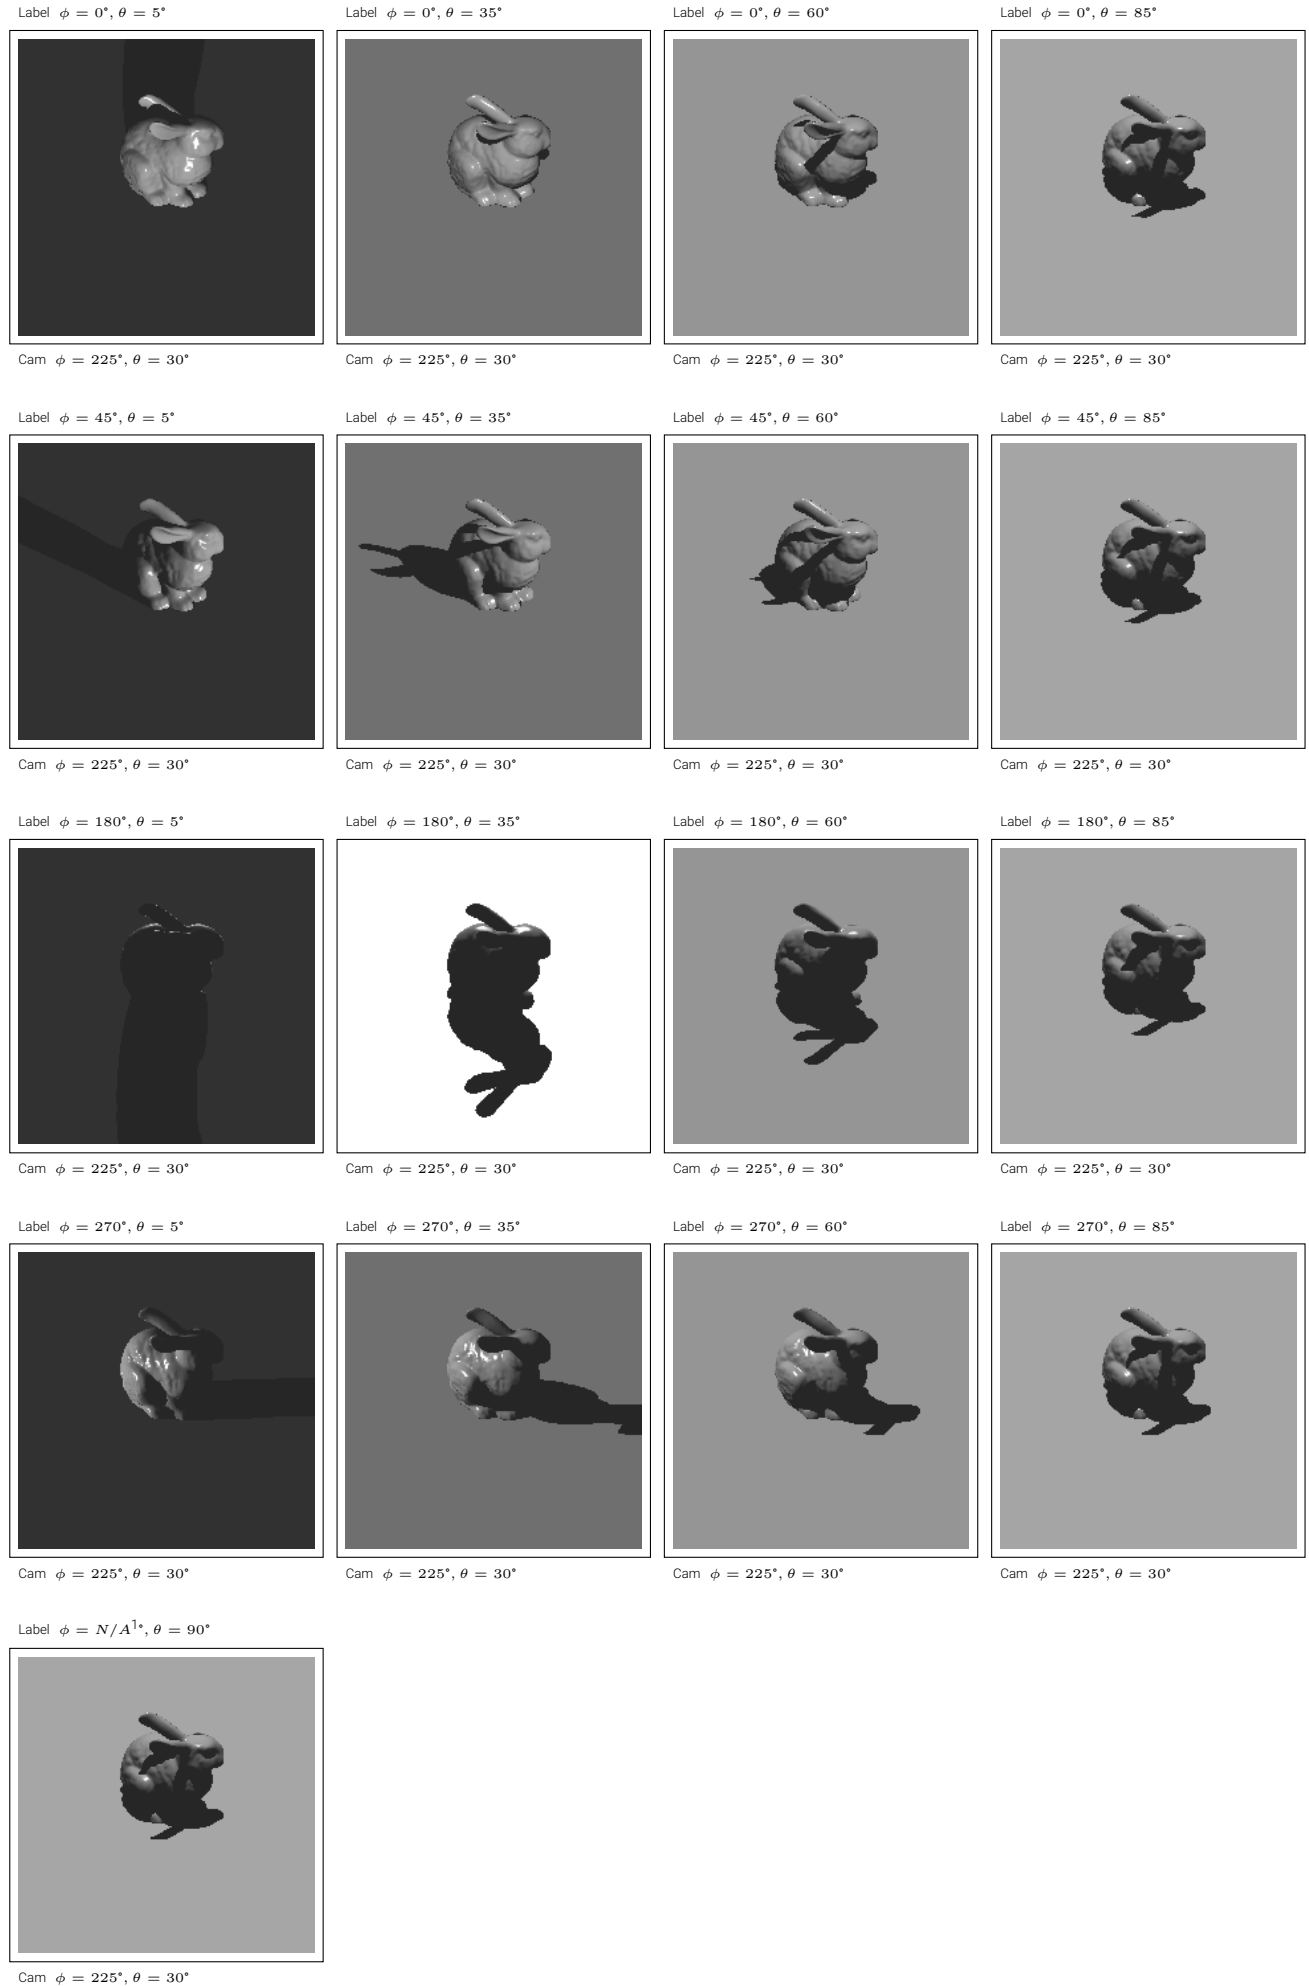 Label ϕ = 0°, θ = 5° Label ϕ = 0°, θ = 35° Label ϕ = 0°, θ = 60° Label ϕ = 0°, θ = 85°
Cam ϕ = 225°, θ = 30° Cam ϕ = 225°, θ = 30° Cam ϕ = 225°, θ = 30° Cam ϕ = 225°, θ = 30°
Label ϕ = 45°, θ = 5° Label ϕ = 45°, θ = 35° Label ϕ = 45°, θ = 60° Label ϕ = 45°, θ = 85°
Cam ϕ = 225°, θ = 30° Cam ϕ = 225°, θ = 30° Cam ϕ = 225°, θ = 30° Cam ϕ = 225°, θ = 30°
Label ϕ = 180°, θ = 5° Label ϕ = 180°, θ = 35° Label ϕ = 180°, θ = 60° Label ϕ = 180°, θ = 85°
Cam ϕ = 225°, θ = 30° Cam ϕ = 225°, θ = 30° Cam ϕ = 225°, θ = 30° Cam ϕ = 225°, θ = 30°
Label ϕ = 270°, θ = 5° Label ϕ = 270°, θ = 35° Label ϕ = 270°, θ = 60° Label ϕ = 270°, θ = 85°
Cam ϕ = 225°, θ = 30° Cam ϕ = 225°, θ = 30° Cam ϕ = 225°, θ = 30° Cam ϕ = 225°, θ = 30°
Label ϕ = N/A¹°, θ = 90°
Cam ϕ = 225°, θ = 30°